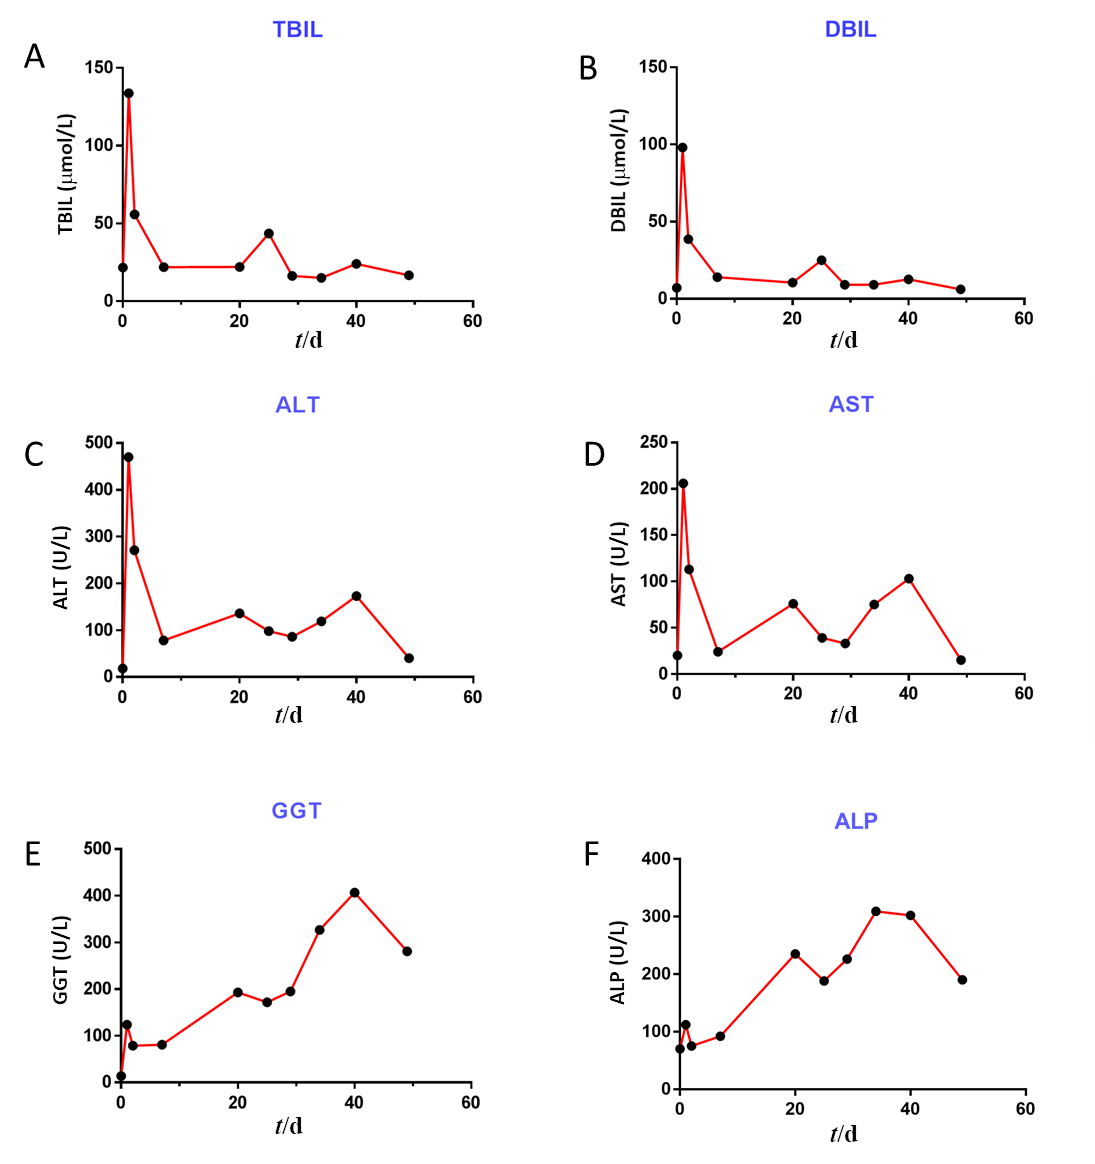 TBIL
A
TBIL (μmol/L)
150
100
50
0
0 20 40 60
t/d
DBIL
B
DBIL (μmol/L)
150
100
50
0
0 20 40 60
t/d
ALT
C
ALT (U/L)
500
400
300
200
100
0
0 20 40 60
t/d
AST
D
AST (U/L)
250
200
150
100
50
0
0 20 40 60
t/d
GGT
E
GGT (U/L)
500
400
300
200
100
0
0 20 40 60
t/d
ALP
F
ALP (U/L)
400
300
200
100
0
0 20 40 60
t/d